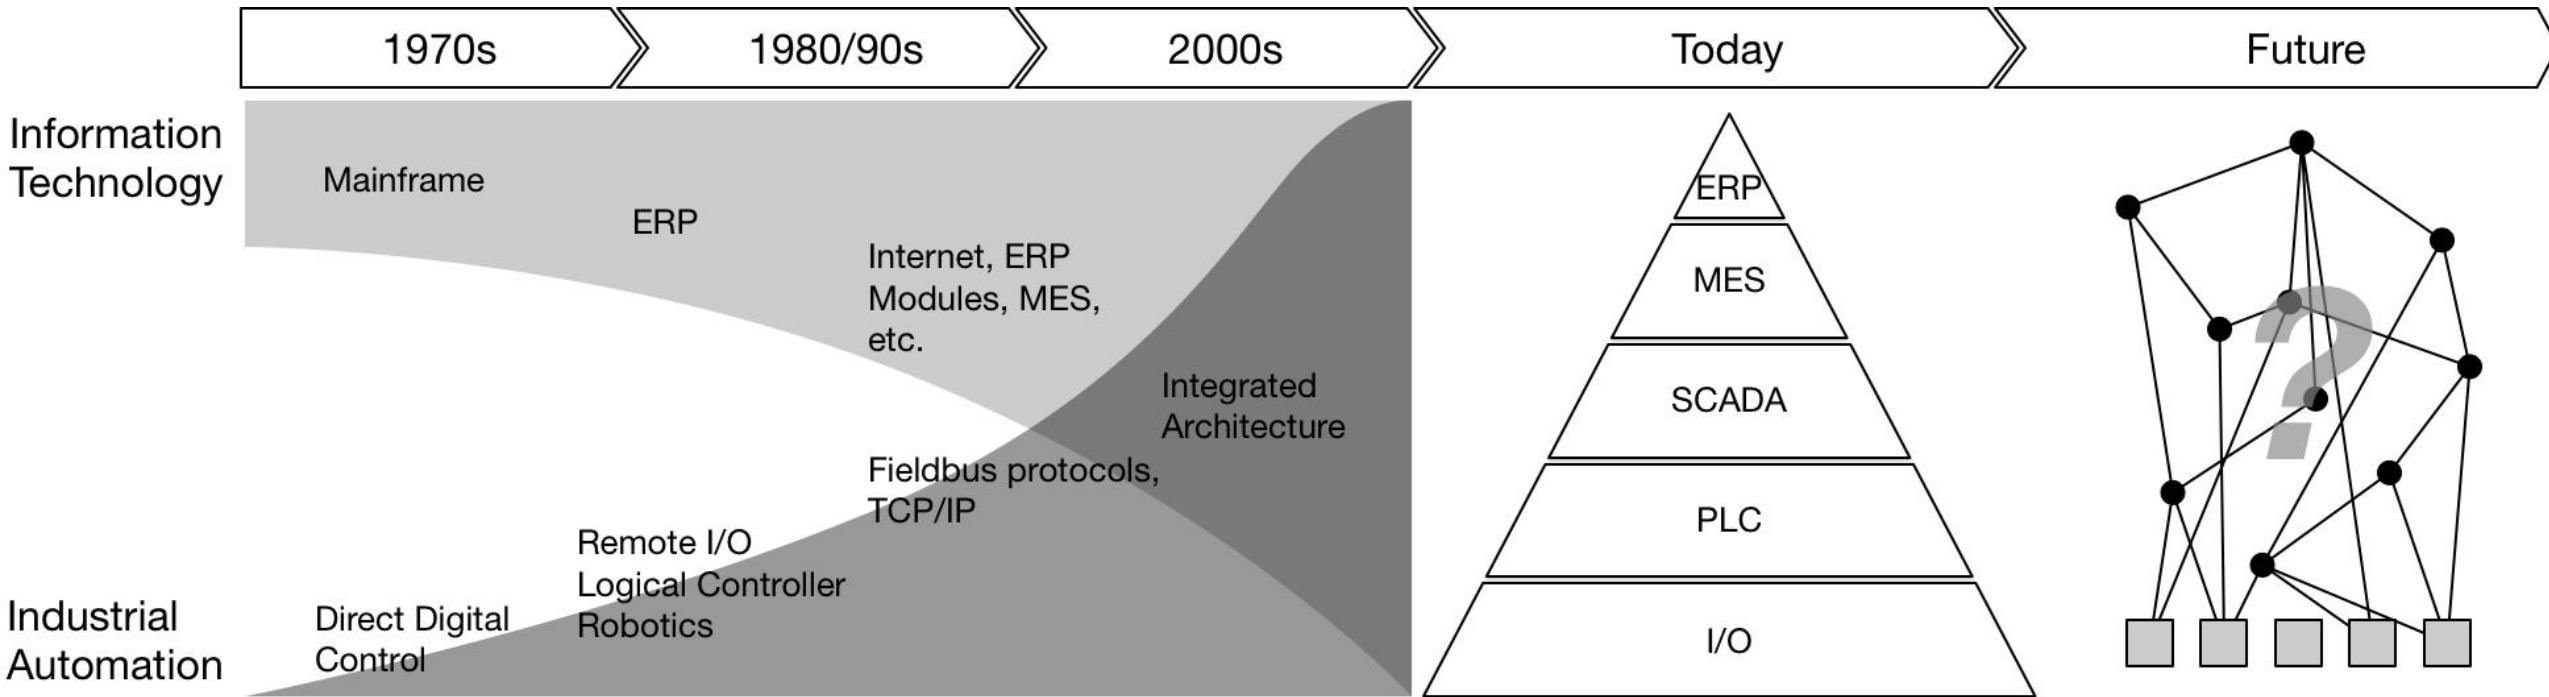 1970s
1980/90s
2000s
Today
Future
Information
Technology
Mainframe
ERP
Internet, ERP
Modules, MES,
etc.
Integrated
Architecture
Fieldbus protocols,
TCP/IP
Remote I/O
Logical Controller
Robotics
Direct Digital
Control
Industrial
Automation
ERP
MES
SCADA
PLC
I/O
?